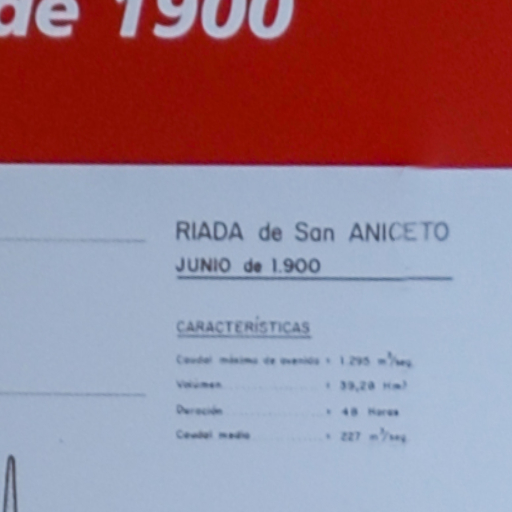 de 1900
RIADA de San ANICETO
JUNIO de 1.900
CARACTERÍSTICAS
Caudal máximo de avenida = 1.295 m³/seg.
Volúmen = 39,28 Hm³
Duración = 48 Horas
Caudal medio = 227 m³/seg.